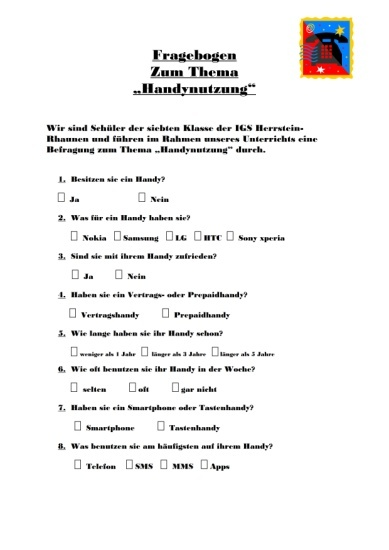 Fragebogen
Zum Thema
„Handynutzung“
Wir sind Schüler der siebten Klasse der IGS Herrstein-
Rhaunen und führen im Rahmen unseres Unterrichts eine
Befragung zum Thema „Handynutzung“ durch.
1. Besitzen sie ein Handy?
☐ Ja ☐ Nein
2. Was für ein Handy haben sie?
☐ Nokia ☐ Samsung ☐ LG ☐ HTC ☐ Sony xperia
3. Sind sie mit ihrem Handy zufrieden?
☐ Ja ☐ Nein
4. Haben sie ein Vertrags- oder Prepaidhandy?
☐ Vertragshandy ☐ Prepaidhandy
5. Wie lange haben sie ihr Handy schon?
☐ weniger als 1 Jahr ☐ länger als 3 Jahre ☐ länger als 5 Jahre
6. Wie oft benutzen sie ihr Handy in der Woche?
☐ selten ☐ oft ☐ gar nicht
7. Haben sie ein Smartphone oder Tastenhandy?
☐ Smartphone ☐ Tastenhandy
8. Was benutzen sie am häufigsten auf ihrem Handy?
☐ Telefon ☐ SMS ☐ MMS ☐ Apps